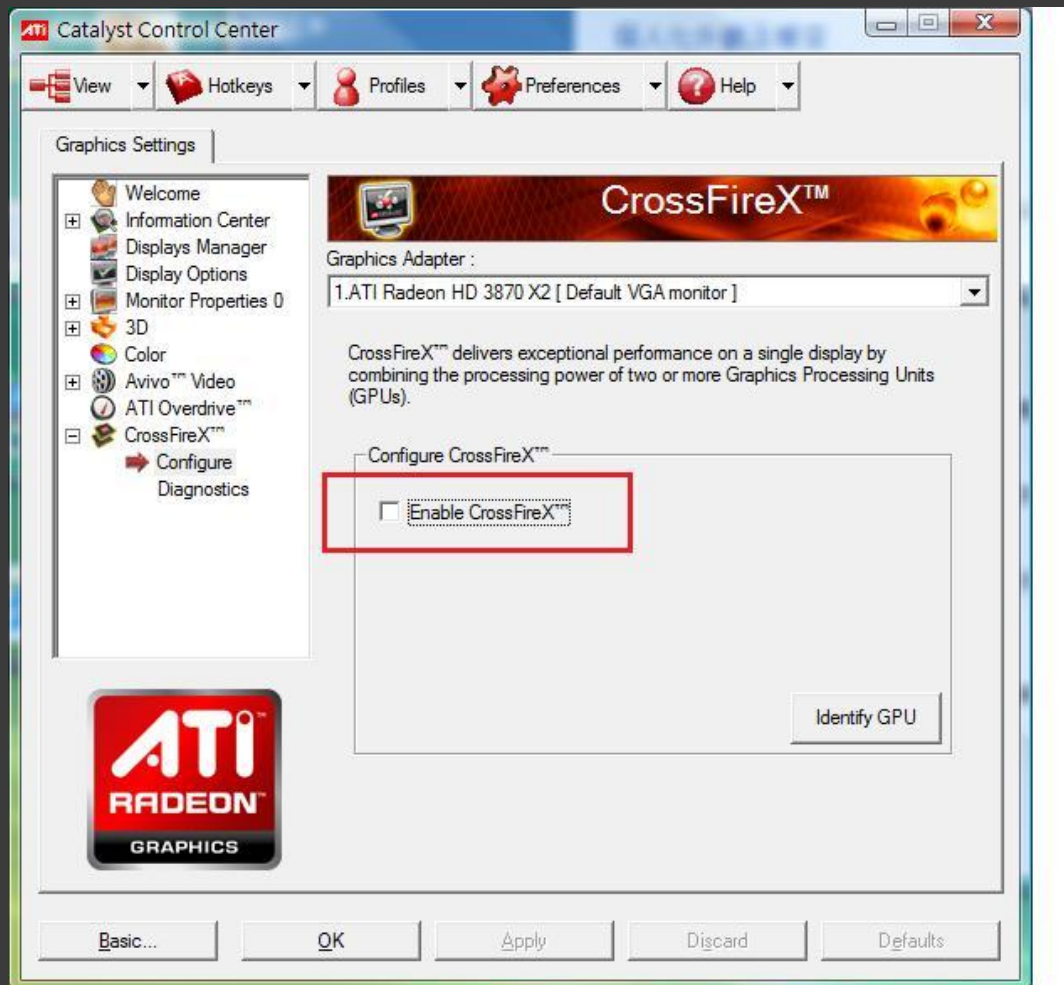 ATI Catalyst Control Center
View Hotkeys Profiles Preferences Help
Graphics Settings
Welcome
Information Center
Displays Manager
Display Options
Monitor Properties 0
3D
Color
Avivo™ Video
ATI Overdrive™
CrossFireX™
Configure
Diagnostics
CrossFireX™
Graphics Adapter :
1.ATI Radeon HD 3870 X2 [ Default VGA monitor ]
CrossFireX™ delivers exceptional performance on a single display by
combining the processing power of two or more Graphics Processing Units
(GPUs).
Configure CrossFireX™
Enable CrossFireX™
Identify GPU
ATI™
RADEON™
GRAPHICS
Basic... OK Apply Discard Defaults